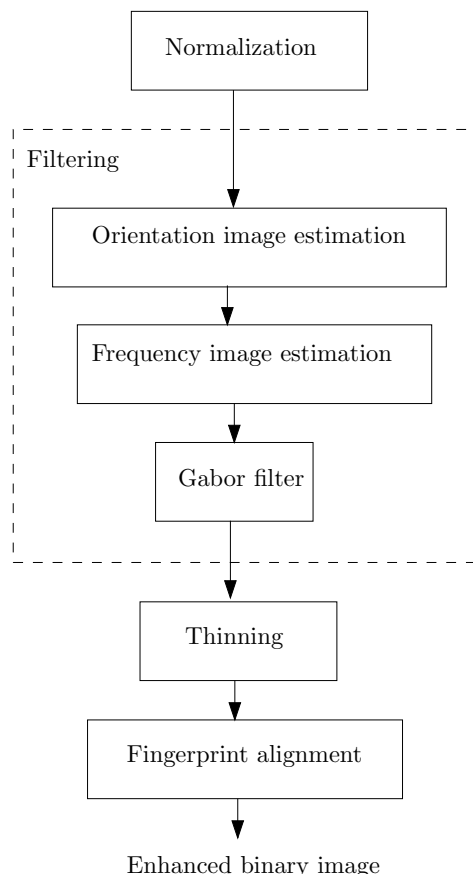 Normalization
Filtering
Orientation image estimation
Frequency image estimation
Gabor filter
Thinning
Fingerprint alignment
Enhanced binary image